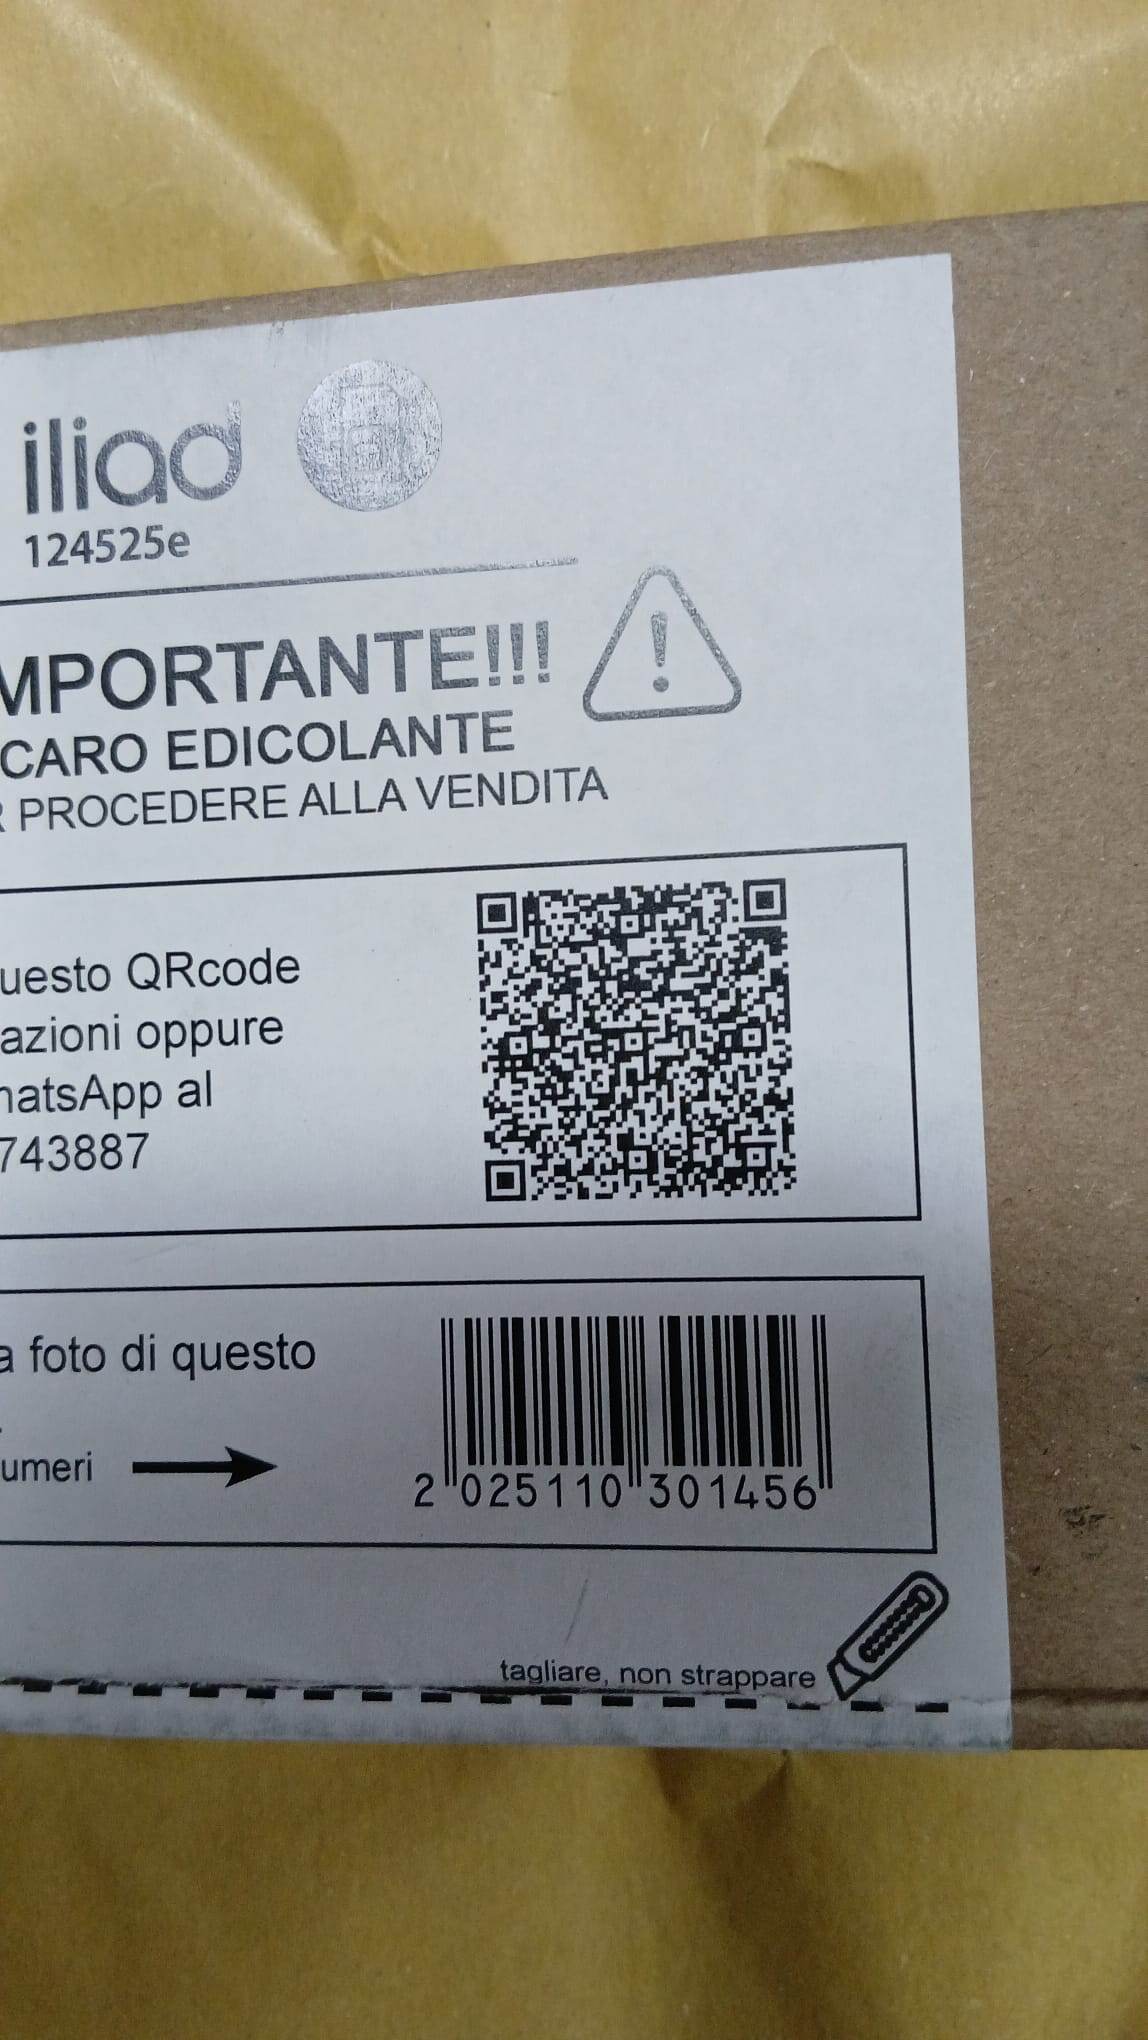 iliad
124525e
MPORTANTE!!!
CARO EDICOLANTE
R PROCEDERE ALLA VENDITA
uesto QRcode
azioni oppure
hatsApp al
743887
a foto di questo
umeri
2 025110 301456
tagliare, non strappare